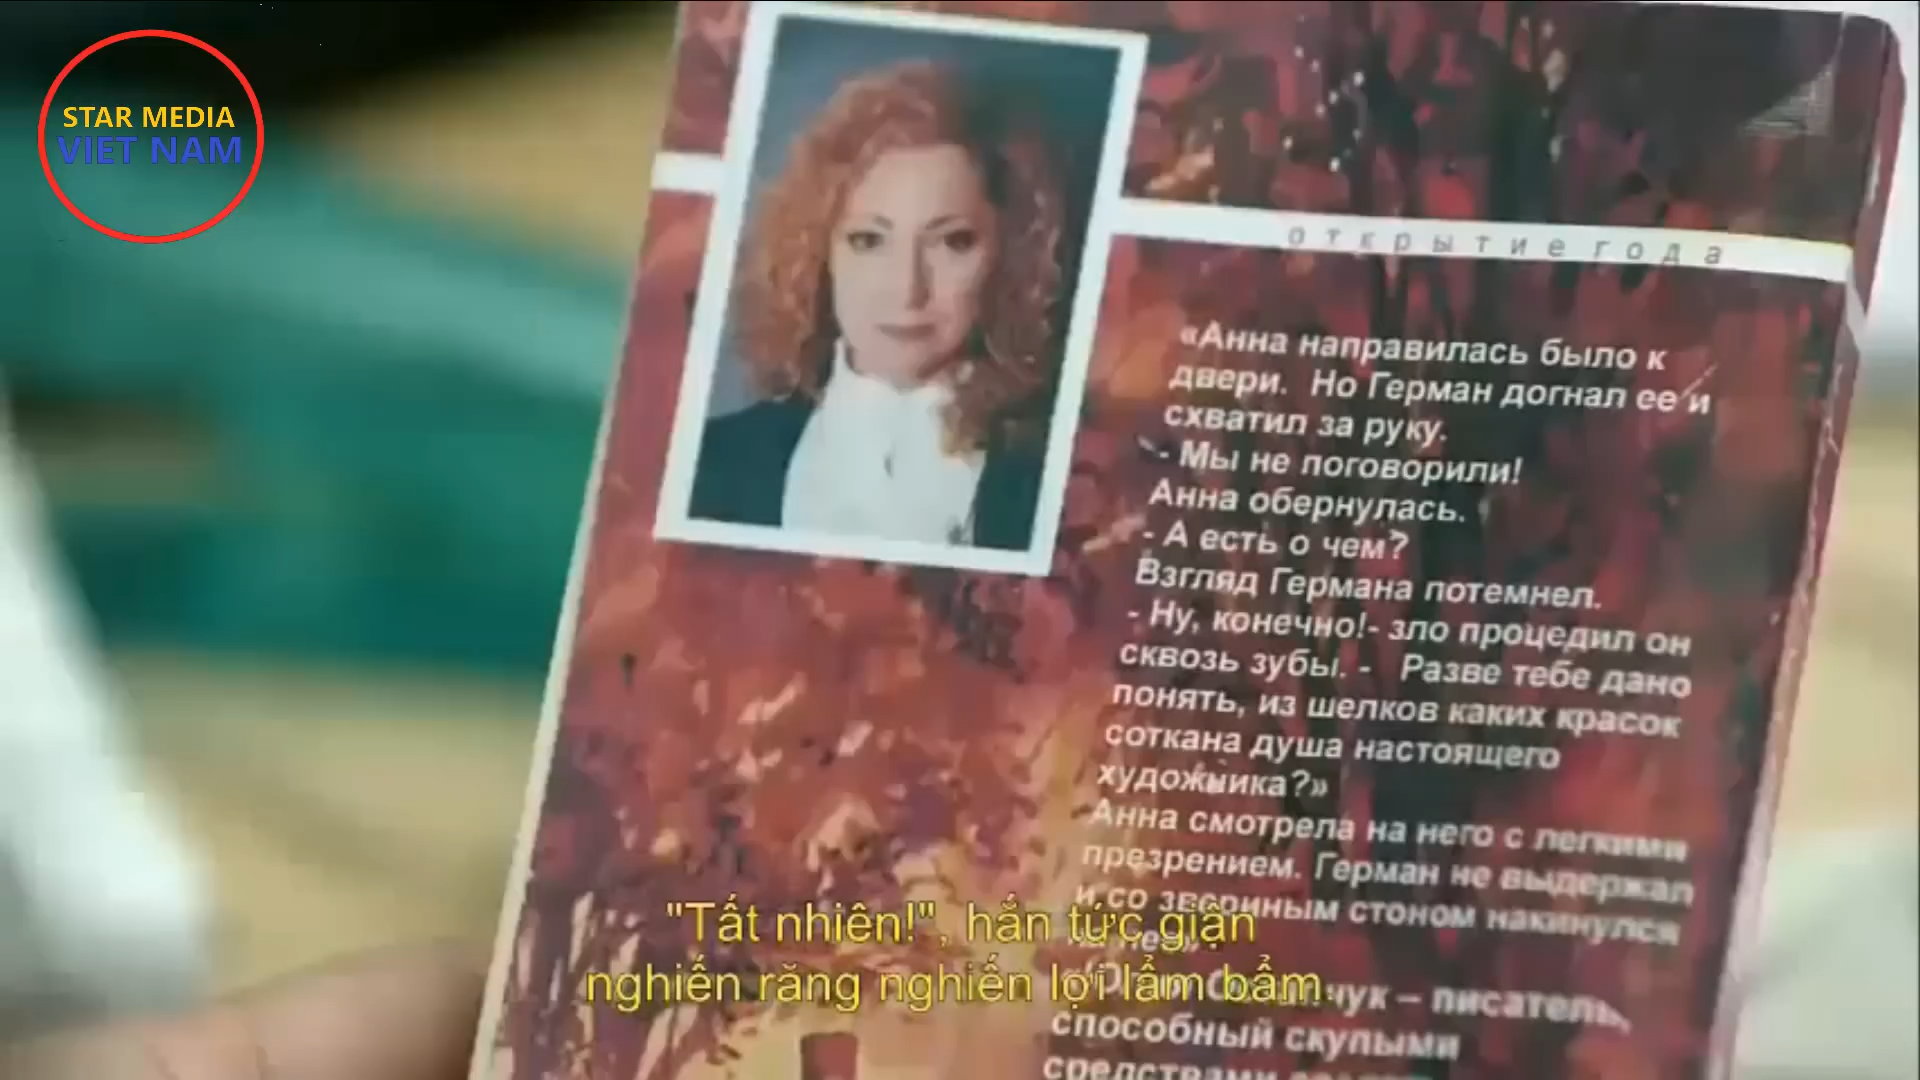 STAR MEDIA
VIET NAM
открытие года
«Анна направилась было к
двери. Но Герман догнал ее и
схватил за руку.
- Мы не поговорили!
Анна обернулась.
- А есть о чем?
Взгляд Германа потемнел.
- Ну, конечно!- зло процедил он
сквозь зубы. - Разве тебе дано
понять, из шелков каких красок
соткана душа настоящего
художника?»
Анна смотрела на него с легкими
презрением. Герман не выдержал
и со звериным стоном накинулся
"Tất nhiên!", hắn tức giận
nghiến răng nghiến lợi lẩm bẩm.
– писатель,
способный скупыми
средствами